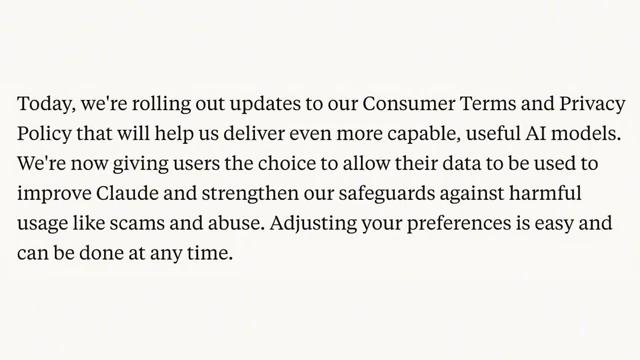 Today, we're rolling out updates to our Consumer Terms and Privacy
Policy that will help us deliver even more capable, useful AI models.
We're now giving users the choice to allow their data to be used to
improve Claude and strengthen our safeguards against harmful
usage like scams and abuse. Adjusting your preferences is easy and
can be done at any time.